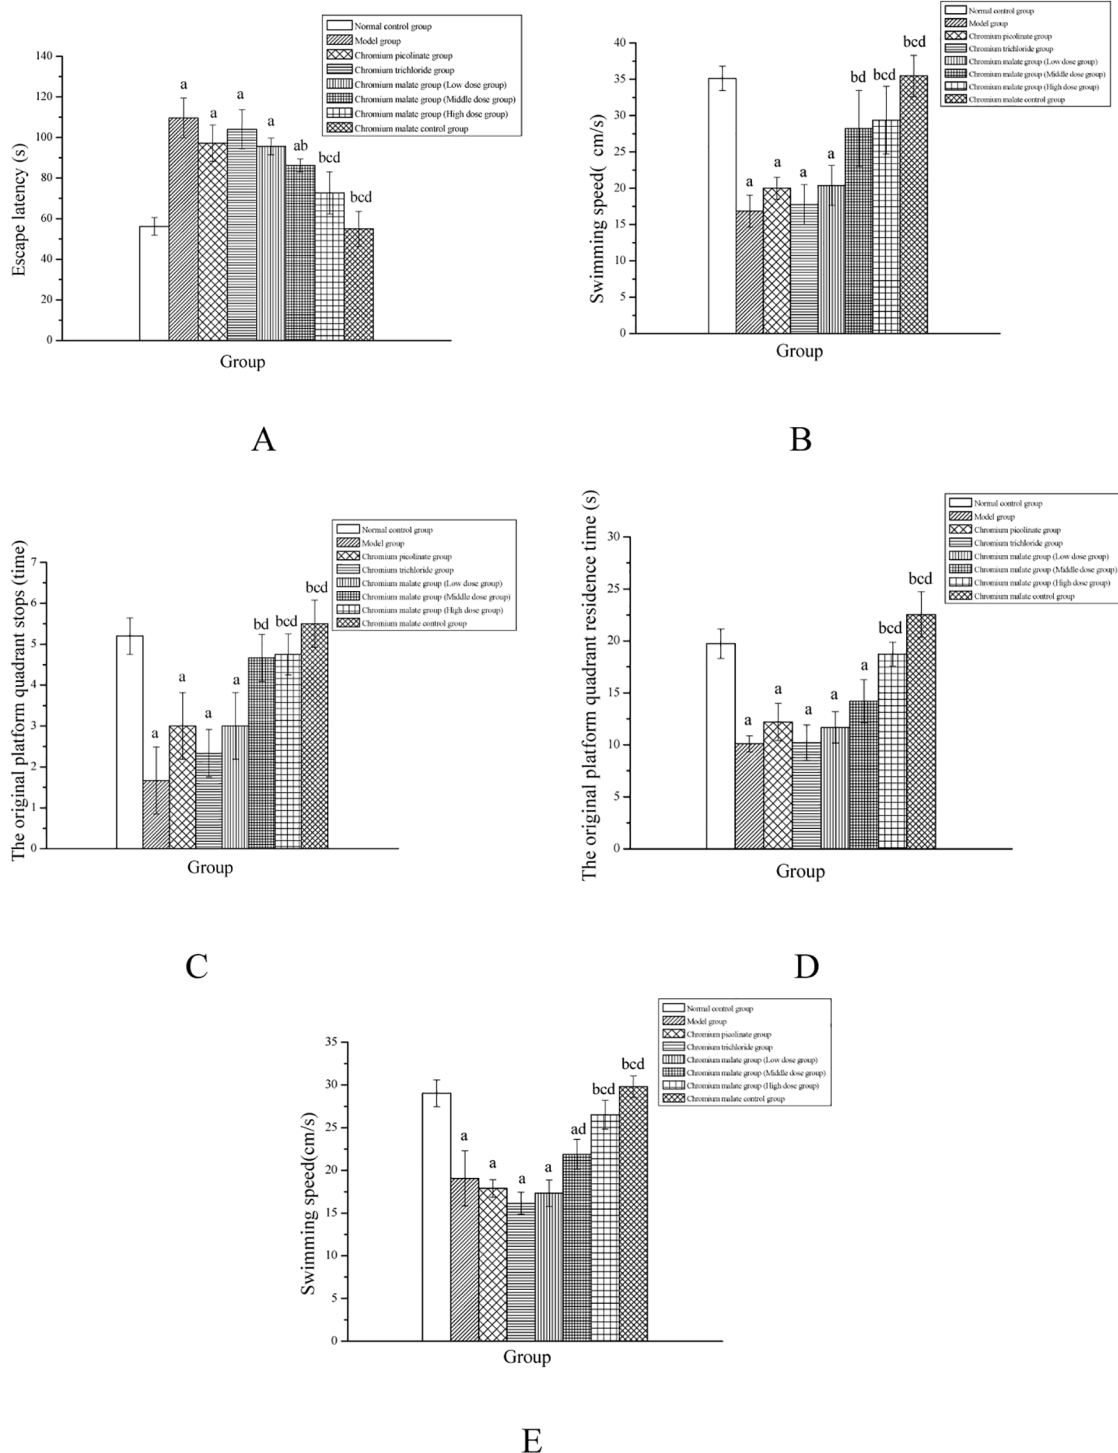 Normal control group
Model group
Chromium picolinate group
Chromium trichloride group
Chromium malate group (Low dose group)
Chromium malate group (Middle dose group)
Chromium malate group (High dose group)
Chromium malate control group
140
120
100
80
60
40
20
0
Escape latency (s)
a
a
a
a
ab
bcd
bcd
Group
A
Normal control group
Model group
Chromium picolinate group
Chromium trichloride group
Chromium malate group (Low dose group)
Chromium malate group (Middle dose group)
Chromium malate group (High dose group)
Chromium malate control group
40
35
30
25
20
15
10
5
0
Swimming speed( cm/s)
a
a
a
a
bd
bcd
bcd
Group
B
Normal control group
Model group
Chromium picolinate group
Chromium trichloride group
Chromium malate group (Low dose group)
Chromium malate group (Middle dose group)
Chromium malate group (High dose group)
Chromium malate control group
7
6
5
4
3
2
1
0
The original platform quadrant stops (time)
a
a
a
a
bd
bcd
bcd
Group
C
Normal control group
Model group
Chromium picolinate group
Chromium trichloride group
Chromium malate group (Low dose group)
Chromium malate group (Middle dose group)
Chromium malate group (High dose group)
Chromium malate control group
30
25
20
15
10
5
0
The original platform quadrant residence time (s)
a
a
a
a
a
bcd
bcd
Group
D
Normal control group
Model group
Chromium picolinate group
Chromium trichloride group
Chromium malate group (Low dose group)
Chromium malate group (Middle dose group)
Chromium malate group (High dose group)
Chromium malate control group
35
30
25
20
15
10
5
0
Swimming speed(cm/s)
a
a
a
a
ad
bcd
bcd
Group
E